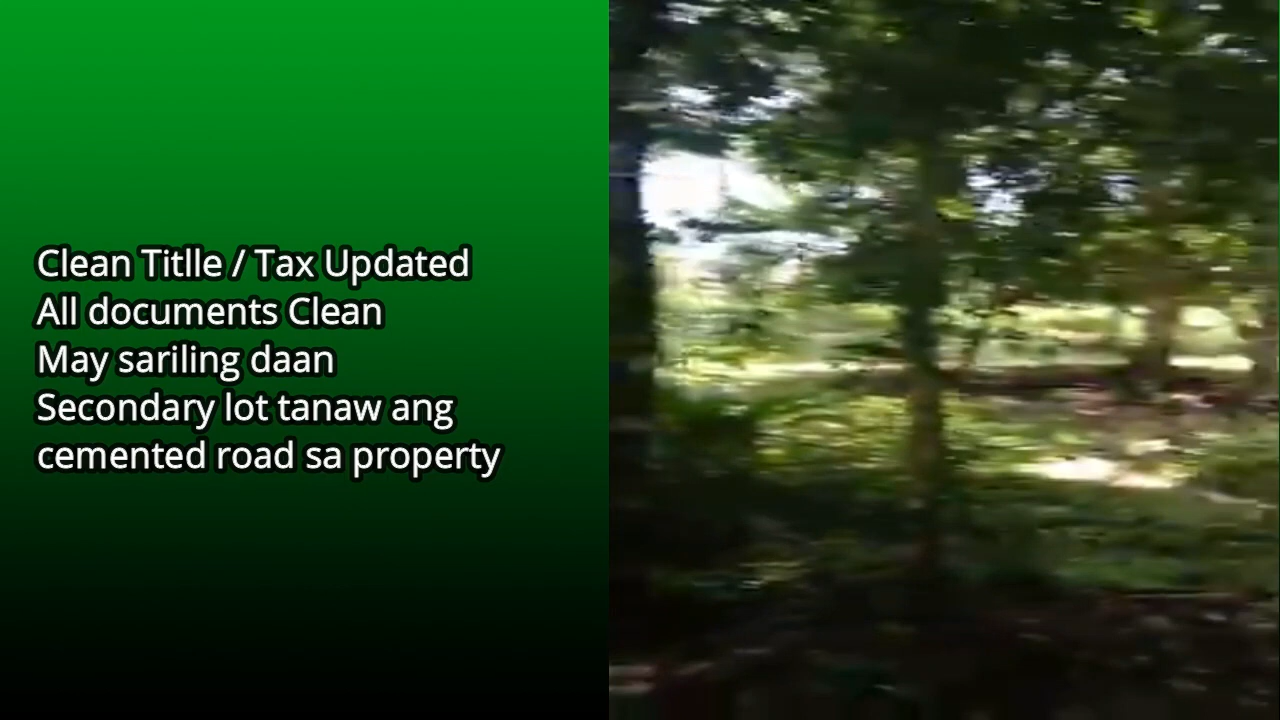 Clean Titlle / Tax Updated
All documents Clean
May sariling daan
Secondary lot tanaw ang
cemented road sa property